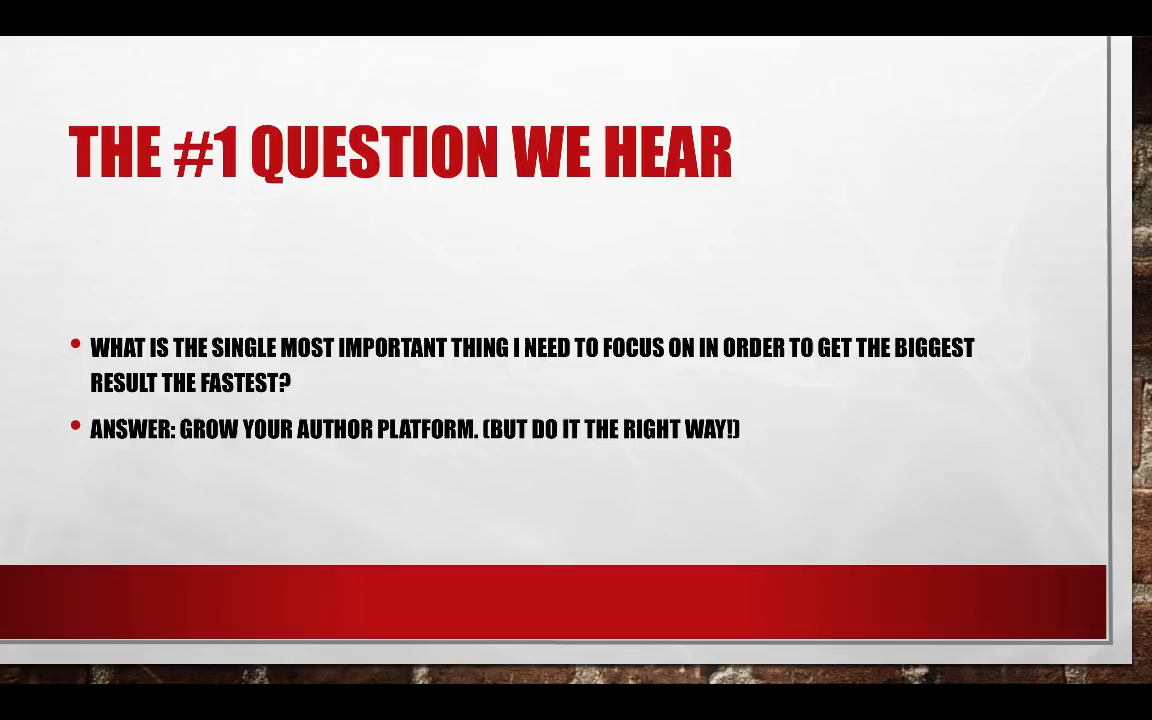 THE #1 QUESTION WE HEAR
• WHAT IS THE SINGLE MOST IMPORTANT THING I NEED TO FOCUS ON IN ORDER TO GET THE BIGGEST
RESULT THE FASTEST?
• ANSWER: GROW YOUR AUTHOR PLATFORM. (BUT DO IT THE RIGHT WAY!)